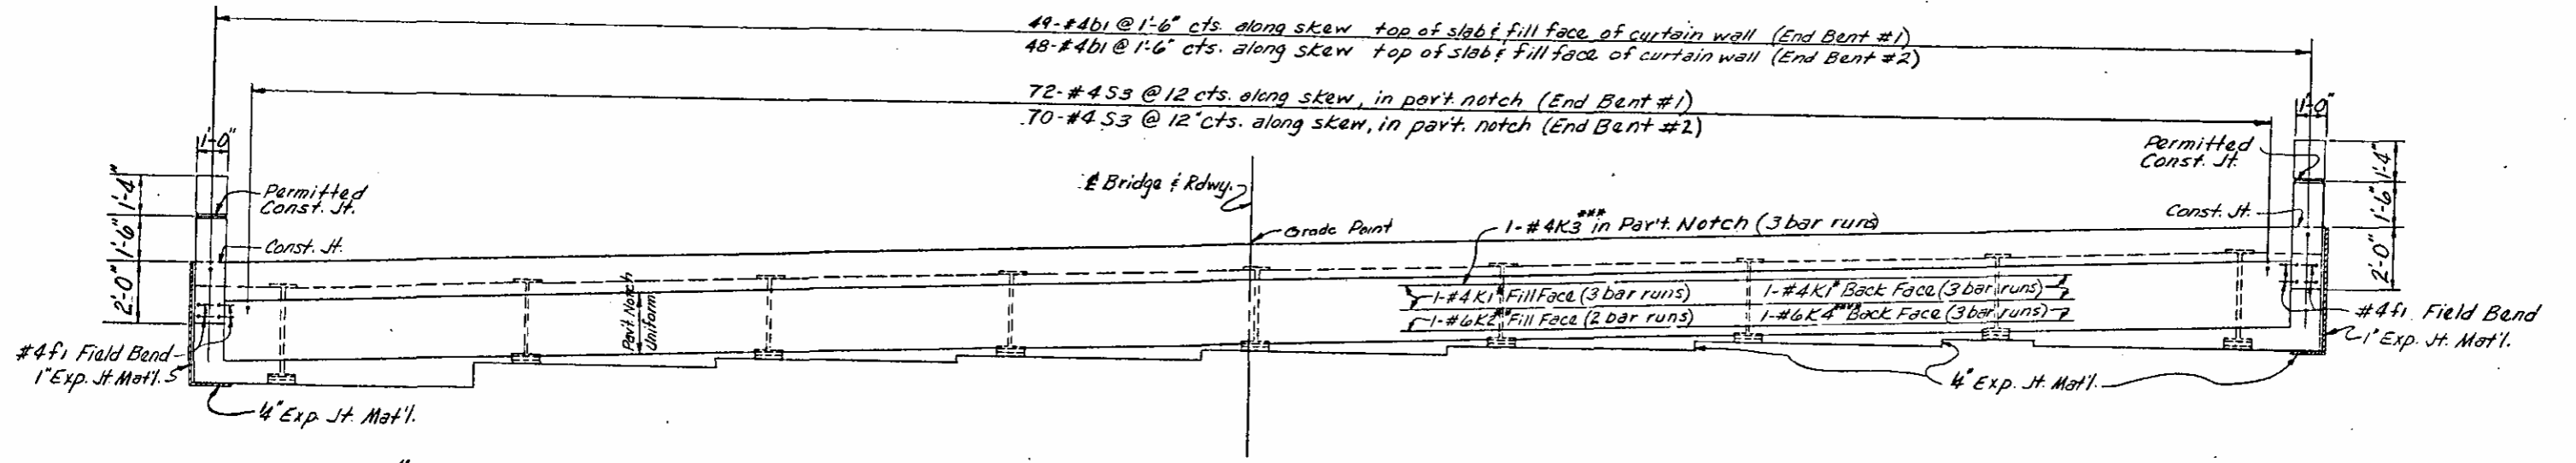 49-#4b1 @ 1'-6" cts. along skew top of slab & fill face of curtain wall (End Bent #1)
48-#4b1 @ 1'-6" cts. along skew top of slab & fill face of curtain wall (End Bent #2)
72-#4 S3 @ 12 cts. along skew, in pav't. notch (End Bent #1)
70-#4 S3 @ 12" cts. along skew, in pav't. notch (End Bent #2)
1'-0"
1'-0"
Permitted
Const. Jt.
Permitted
Const. Jt.
℄ Bridge & Rdwy.
1'-4"
1'-6"
2'-0"
1'-4"
1'-6"
2'-0"
Const. Jt.
Const. Jt.
Grade Point
1-#4K3*** in Pav't. Notch (3 bar runs)
Pav't. Notch
Uniform
1-#4K1* Fill Face (3 bar runs)
1-#4K1* Back Face (3 bar runs)
1-#6K2** Fill Face (2 bar runs)
1-#6K4*** Back Face (3 bar runs)
#4f1 Field Bend
1" Exp. Jt. Mat'l.
#4f1 Field Bend
1" Exp. Jt. Mat'l.
¼" Exp. Jt. Mat'l.
¼" Exp. Jt. Mat'l.